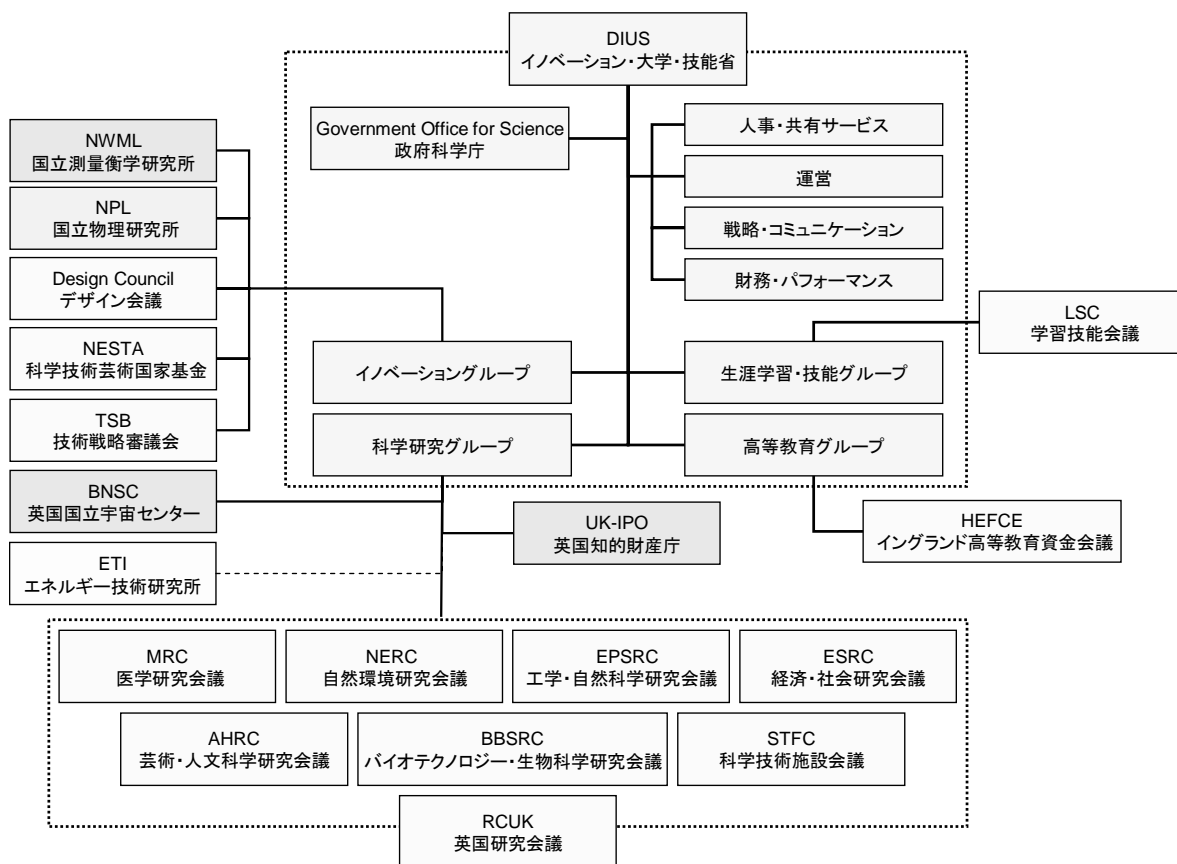 DIUS
イノベーション・大学・技能省
Government Office for Science
政府科学庁
人事・共有サービス
運営
戦略・コミュニケーション
財務・パフォーマンス
NWML
国立測量衡学研究所
NPL
国立物理研究所
Design Council
デザイン会議
NESTA
科学技術芸術国家基金
TSB
技術戦略審議会
BNSC
英国国立宇宙センター
ETI
エネルギー技術研究所
イノベーショングループ
生涯学習・技能グループ
科学研究グループ
高等教育グループ
LSC
学習技能会議
UK-IPO
英国知的財産庁
HEFCE
イングランド高等教育資金会議
MRC
医学研究会議
NERC
自然環境研究会議
EPSRC
工学・自然科学研究会議
ESRC
経済・社会研究会議
AHRC
芸術・人文科学研究会議
BBSRC
バイオテクノロジー・生物科学研究会議
STFC
科学技術施設会議
RCUK
英国研究会議